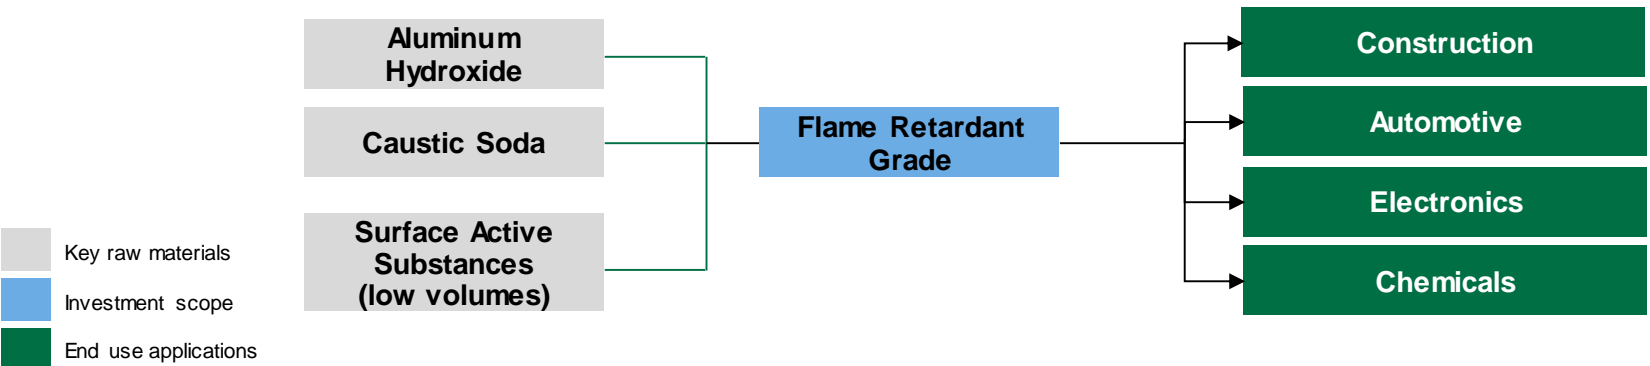 Aluminum
Hydroxide
Caustic Soda
Surface Active
Substances
(low volumes)
Flame Retardant
Grade
Construction
Automotive
Electronics
Chemicals
Key raw materials
Investment scope
End use applications